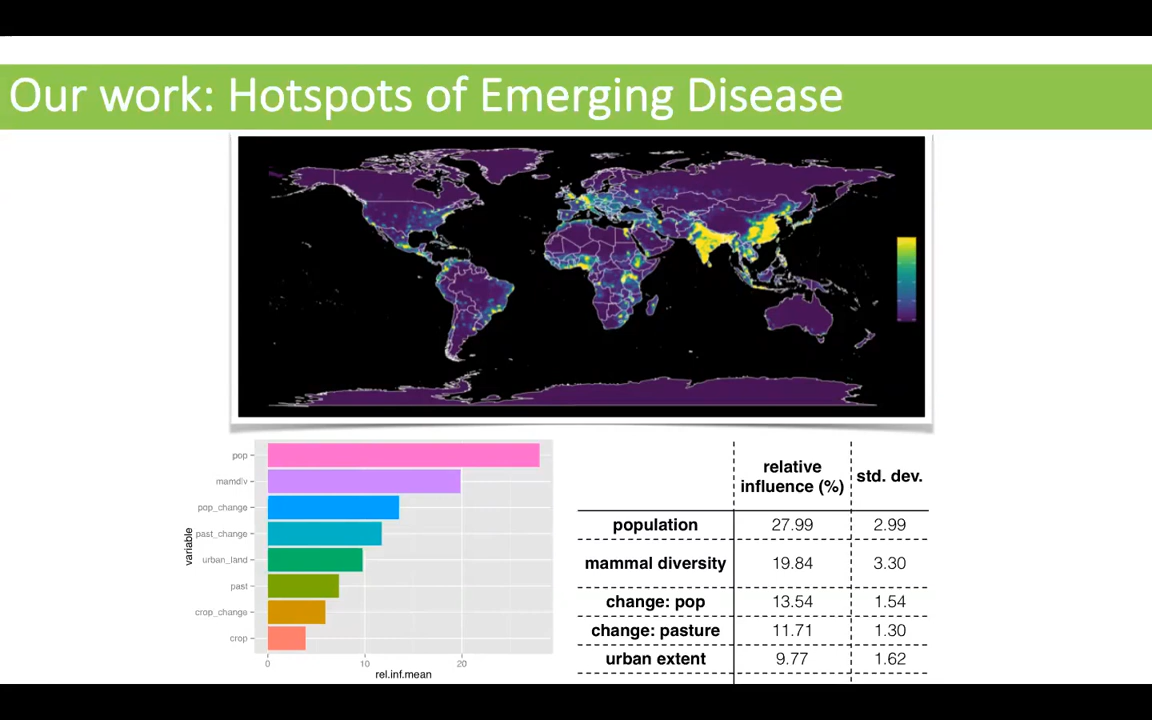 Our work: Hotspots of Emerging Disease
pop
mamdiv
pop_change
past_change
urban_land
past
crop_change
crop
variable
0
10
20
rel.inf.mean
relative
influence (%)
std. dev.
population
27.99
2.99
mammal diversity
19.84
3.30
change: pop
13.54
1.54
change: pasture
11.71
1.30
urban extent
9.77
1.62